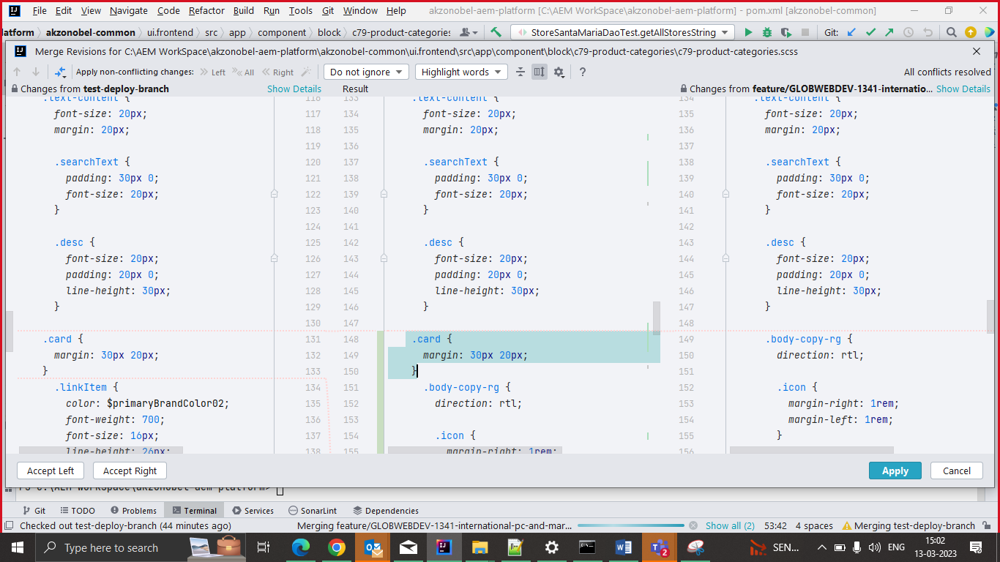 File Edit View Navigate Code Refactor Build Run Tools Git Window Help akzonobel-aem-platform [C:\AEM WorkSpace\akzonobel-aem-platform] - pom.xml [akzonobel-common]
latform akzonobel-common ui.frontend src app component block c79-product-categories StoreSantaMariaDaoTest.getAllStoresString Git:
Merge Revisions for C:\AEM WorkSpace\akzonobel-aem-platform\akzonobel-common\ui.frontend\src\app\component\block\c79-product-categories\c79-product-categories.scss
Apply non-conflicting changes: Left All Right Do not ignore Highlight words ? All conflicts resolved
Changes from test-deploy-branch Show Details Result Changes from feature/GLOBWEBDEV-1341-internatio... Show Details
.text-content { 116 133 .text-content { 134 .text-content {
font-size: 20px; 117 134 font-size: 20px; 135 font-size: 20px;
margin: 20px; 118 135 margin: 20px; 136 margin: 20px;
119 136 137
.searchText { 120 137 .searchText { 138 .searchText {
padding: 30px 0; 121 138 padding: 30px 0; 139 padding: 30px 0;
font-size: 20px; 122 139 font-size: 20px; 140 font-size: 20px;
} 123 140 } 141 }
124 141 142
.desc { 125 142 .desc { 143 .desc {
font-size: 20px; 126 143 font-size: 20px; 144 font-size: 20px;
padding: 20px 0; 127 144 padding: 20px 0; 145 padding: 20px 0;
line-height: 30px; 128 145 line-height: 30px; 146 line-height: 30px;
} 129 146 } 147 }
130 147 148
.card { 131 148 .card { 149 .body-copy-rg {
margin: 30px 20px; 132 149 margin: 30px 20px; 150 direction: rtl;
} 133 150 } 151
.linkItem { 134 151 .body-copy-rg { 152 .icon {
color: $primaryBrandColor02; 135 152 direction: rtl; 153 margin-right: 1rem;
font-weight: 700; 136 153 154 margin-left: 1rem;
font-size: 16px; 137 154 .icon { 155 }
line-height: 26px; 138 155 margin-right: 1rem; 156
Accept Left Accept Right Apply Cancel
PS C:\AEM WorkSpace\akzonobel-aem-platform>
Git TODO Problems Terminal Services SonarLint Dependencies
Checked out test-deploy-branch (44 minutes ago) Merging feature/GLOBWEBDEV-1341-international-pc-and-mar... Show all (2) 53:42 4 spaces Merging test-deploy-branch
Type here to search 2 SEN... ENG 15:02
13-03-2023